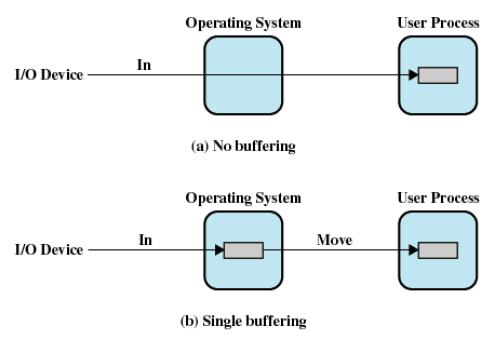 Operating System User Process
I/O Device In
(a) No buffering
Operating System User Process
I/O Device In Move
(b) Single buffering